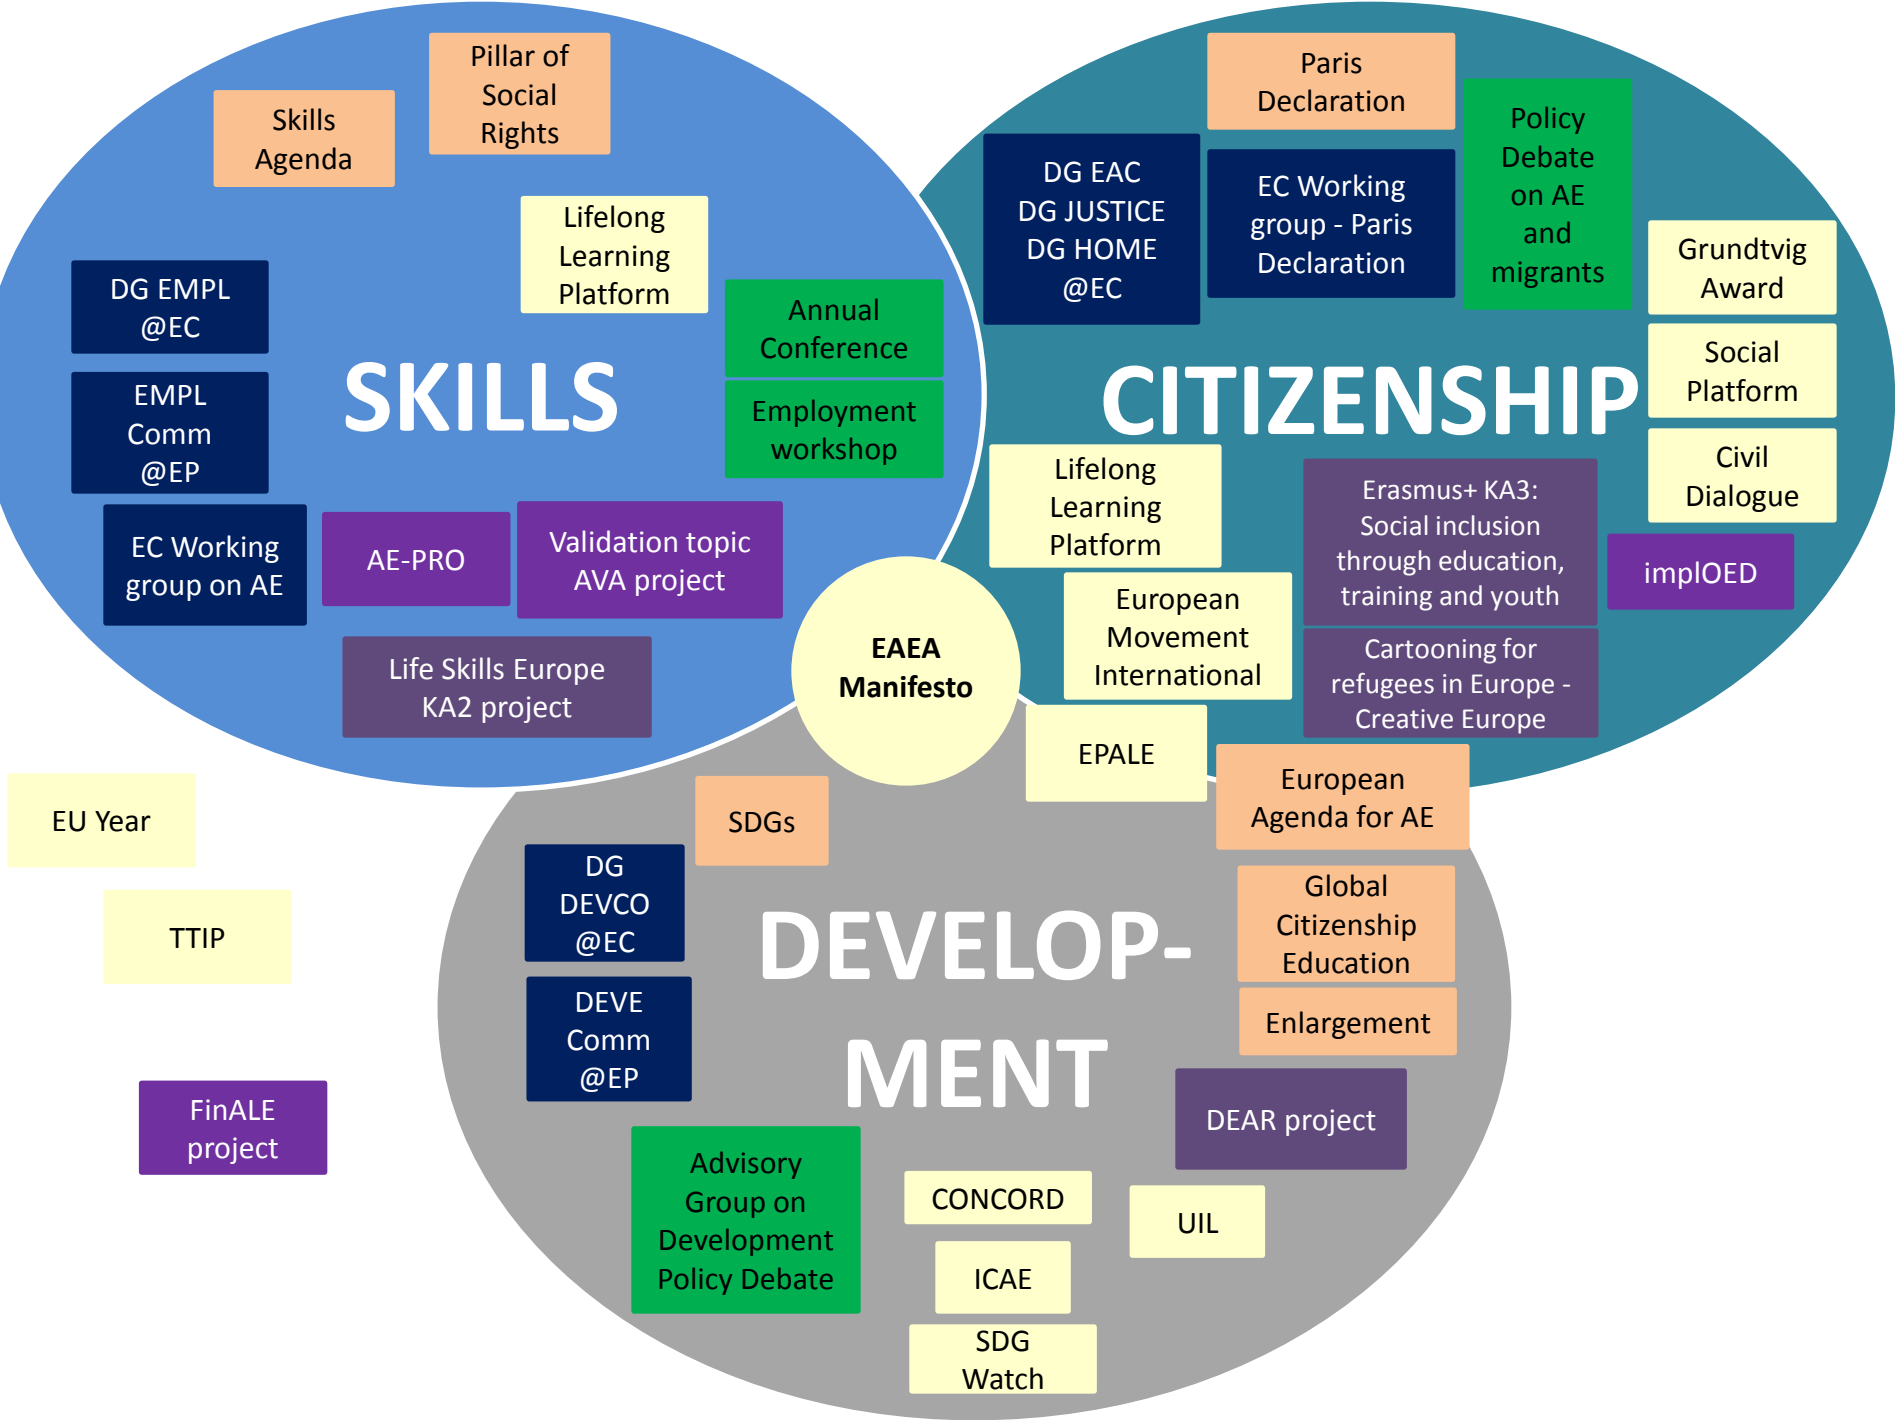 Pillar of
Social
Rights
Skills
Agenda
Lifelong
Learning
Platform
DG EMPL
@EC
Annual
Conference
EMPL
Comm
@EP
SKILLS
Employment
workshop
EC Working
group on AE
AE-PRO
Validation topic
AVA project
Life Skills Europe
KA2 project
Paris
Declaration
Policy
Debate
on AE
and
migrants
DG EAC
DG JUSTICE
DG HOME
@EC
EC Working
group - Paris
Declaration
Grundtvig
Award
Social
Platform
CITIZENSHIP
Civil
Dialogue
Lifelong
Learning
Platform
Erasmus+ KA3:
Social inclusion
through education,
training and youth
implOED
European
Movement
International
Cartooning for
refugees in Europe -
Creative Europe
EAEA
Manifesto
EPALE
European
Agenda for AE
SDGs
DG
DEVCO
@EC
DEVELOP-
MENT
Global
Citizenship
Education
Enlargement
DEVE
Comm
@EP
DEAR project
Advisory
Group on
Development
Policy Debate
CONCORD
UIL
ICAE
SDG
Watch
EU Year
TTIP
FinALE
project